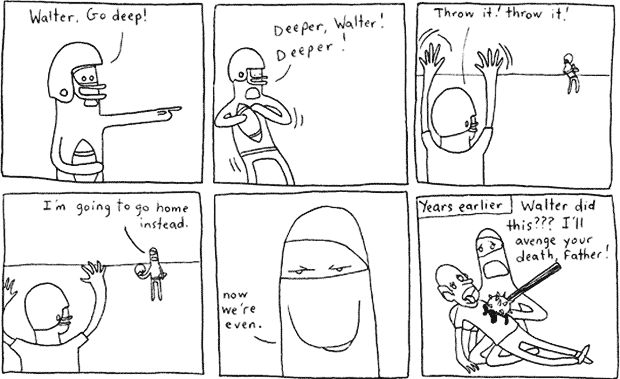 Walter. Go deep!
Deeper, Walter!
Deeper!
Throw it! throw it!
I'm going to go home
instead.
now
we're
even.
Years earlier
Walter did
this??? I'll
avenge your
death, Father!